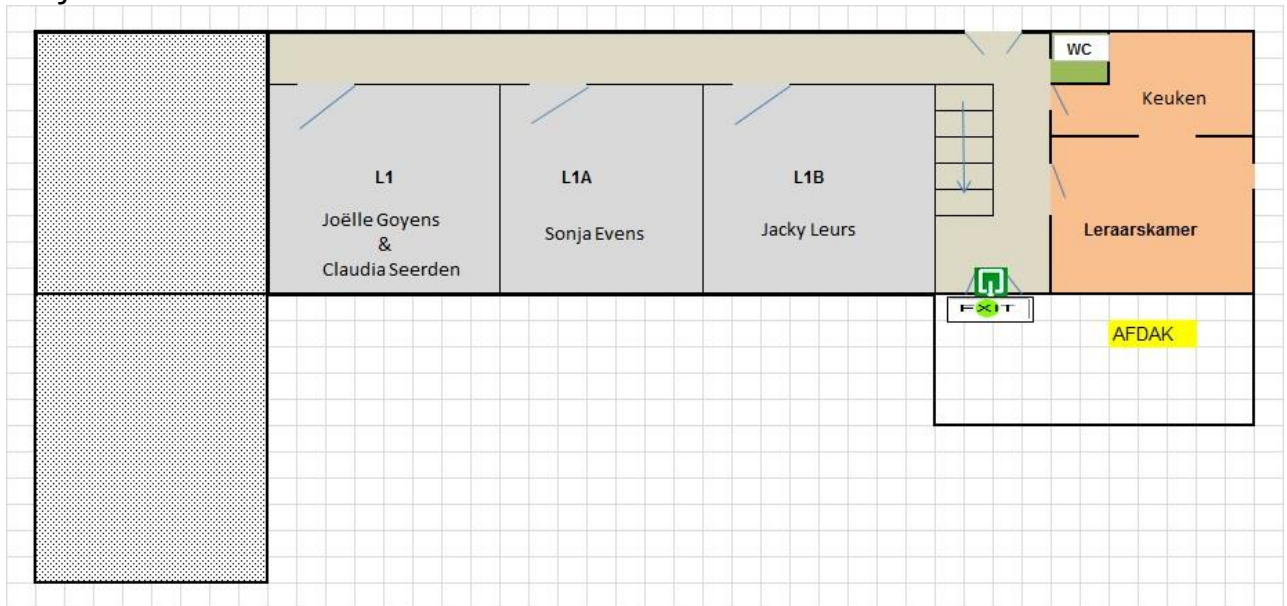 WC
Keuken
L1
L1A
L1B
Joëlle Goyens
&
Claudia Seerden
Sonja Evens
Jacky Leurs
Leraarskamer
EXIT
AFDAK